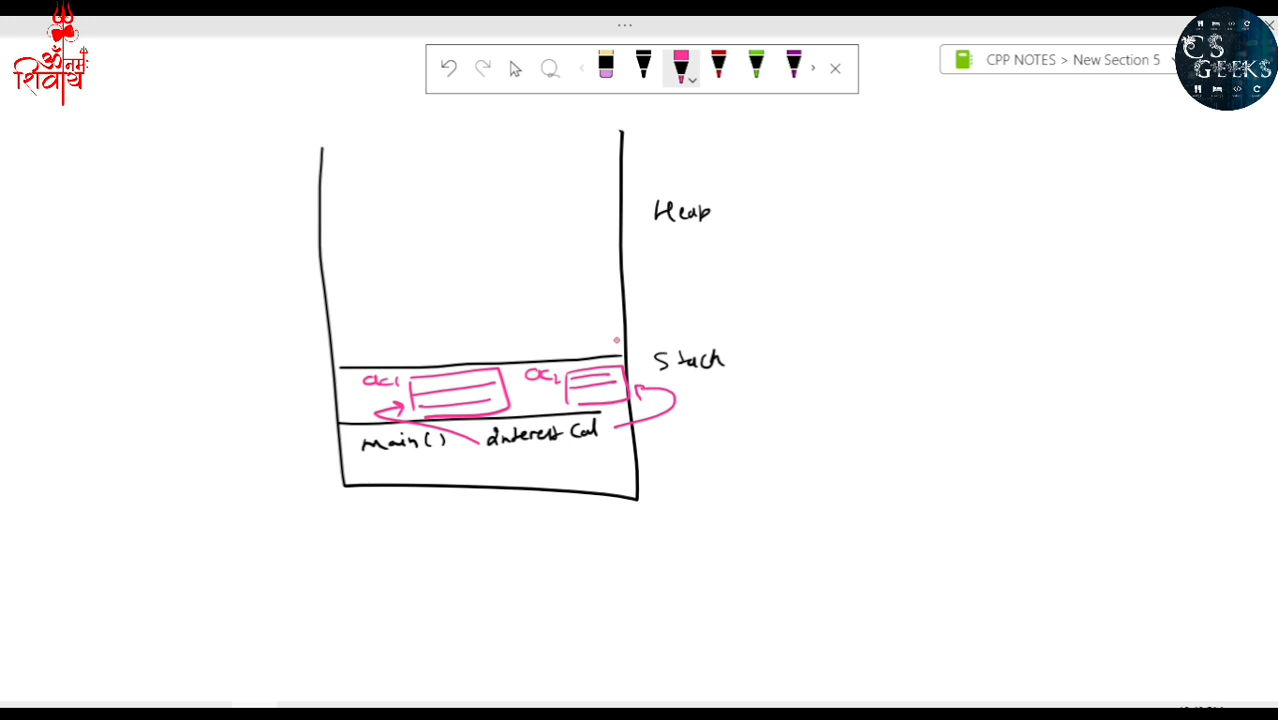 ॐ नमः
शिवाय
CPP NOTES > New Section 5
CS
GEEKS
Heap
Stack
ac1
ac2
main()
Interest Cal